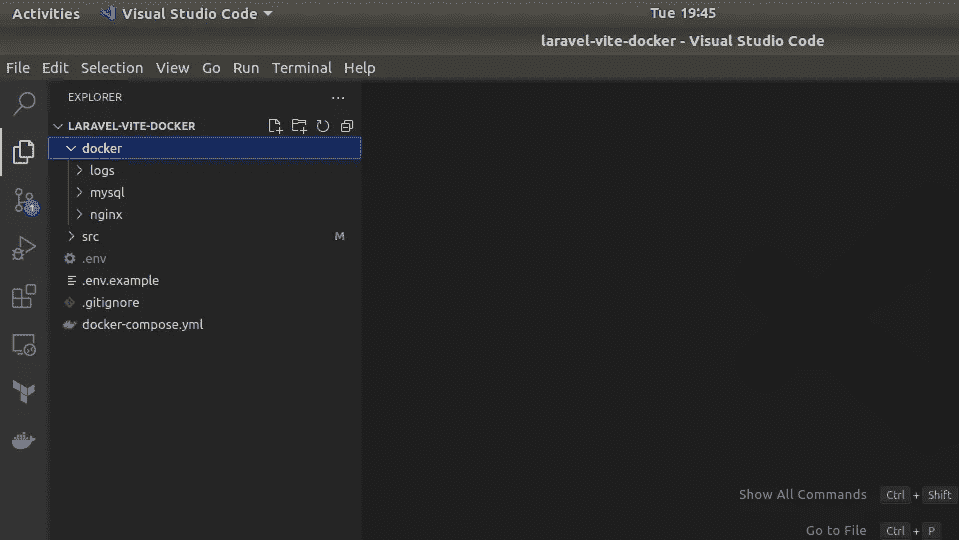 Activities Visual Studio Code Tue 19:45
laravel-vite-docker - Visual Studio Code
File Edit Selection View Go Run Terminal Help
EXPLORER ...
LARAVEL-VITE-DOCKER
docker
logs
mysql
nginx
src M
.env
.env.example
.gitignore
docker-compose.yml
Show All Commands Ctrl + Shift
Go to File Ctrl + P